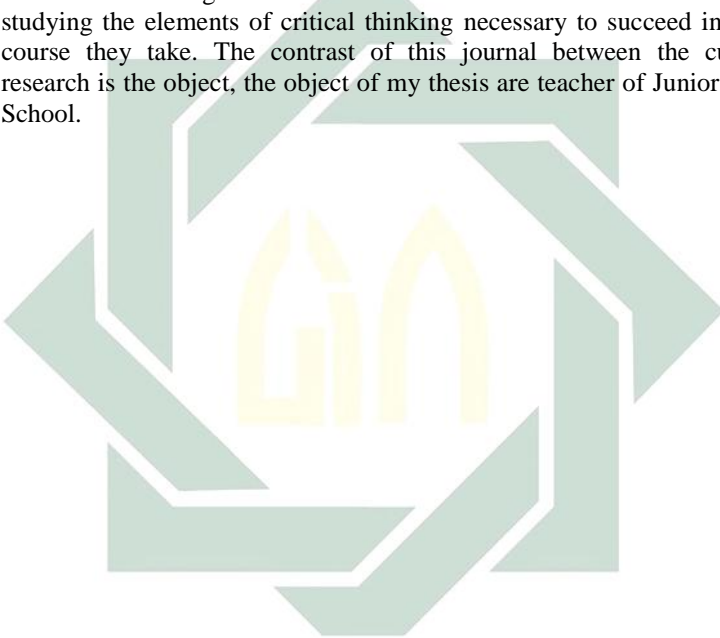 studying the elements of critical thinking necessary to succeed in
course they take. The contrast of this journal between the
research is the object, the object of my thesis are teacher of Junior
School.